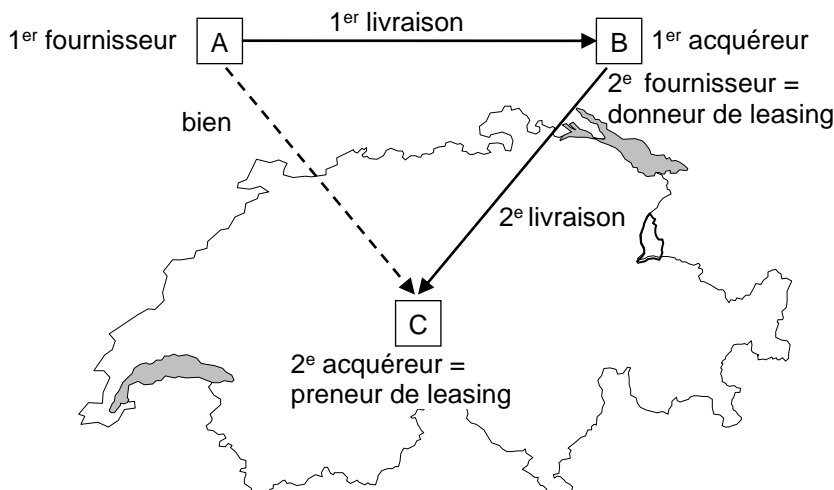 1er fournisseur
A
1er livraison
B
1er acquéreur
2e fournisseur =
donneur de leasing
bien
2e livraison
C
2e acquéreur =
preneur de leasing